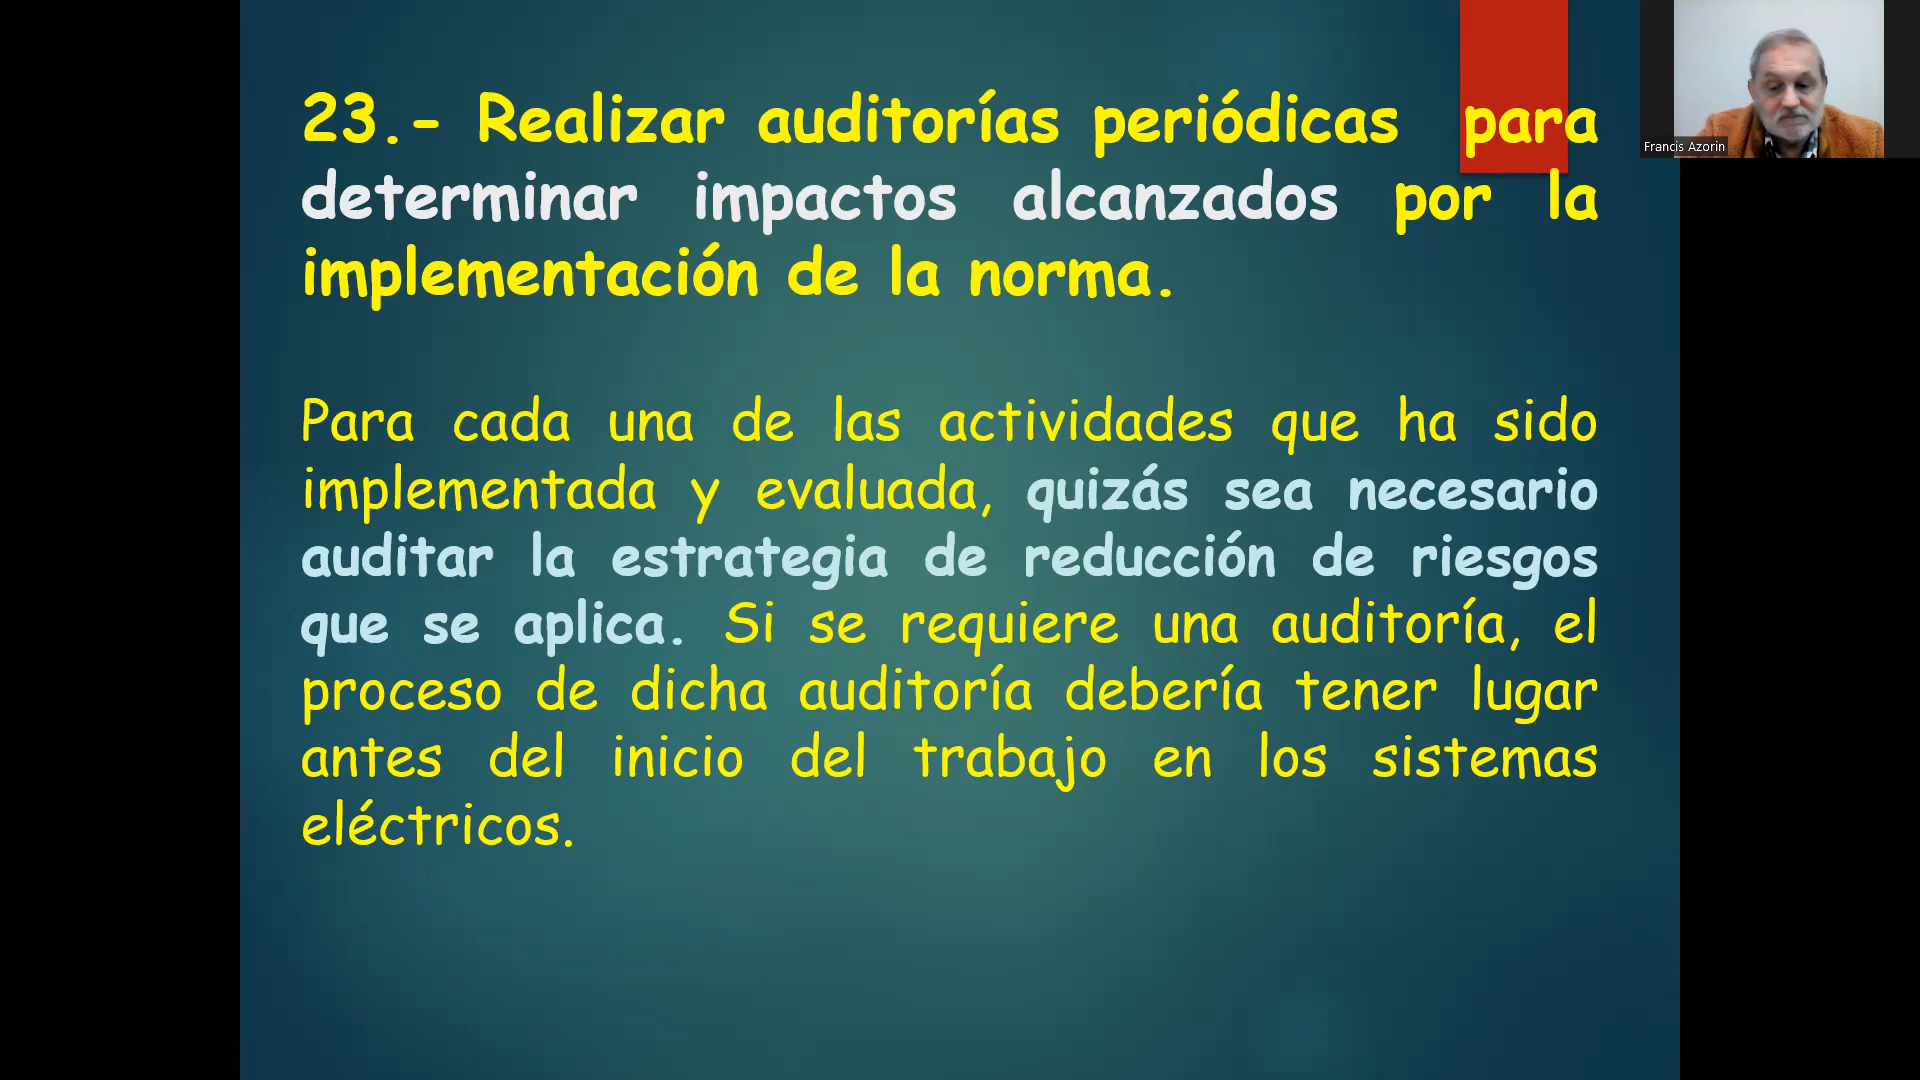 23.- Realizar auditorías periódicas para
determinar impactos alcanzados por la
implementación de la norma.
Para cada una de las actividades que ha sido
implementada y evaluada, quizás sea necesario
auditar la estrategia de reducción de riesgos
que se aplica. Si se requiere una auditoría, el
proceso de dicha auditoría debería tener lugar
antes del inicio del trabajo en los sistemas
eléctricos.
Francis Azorin